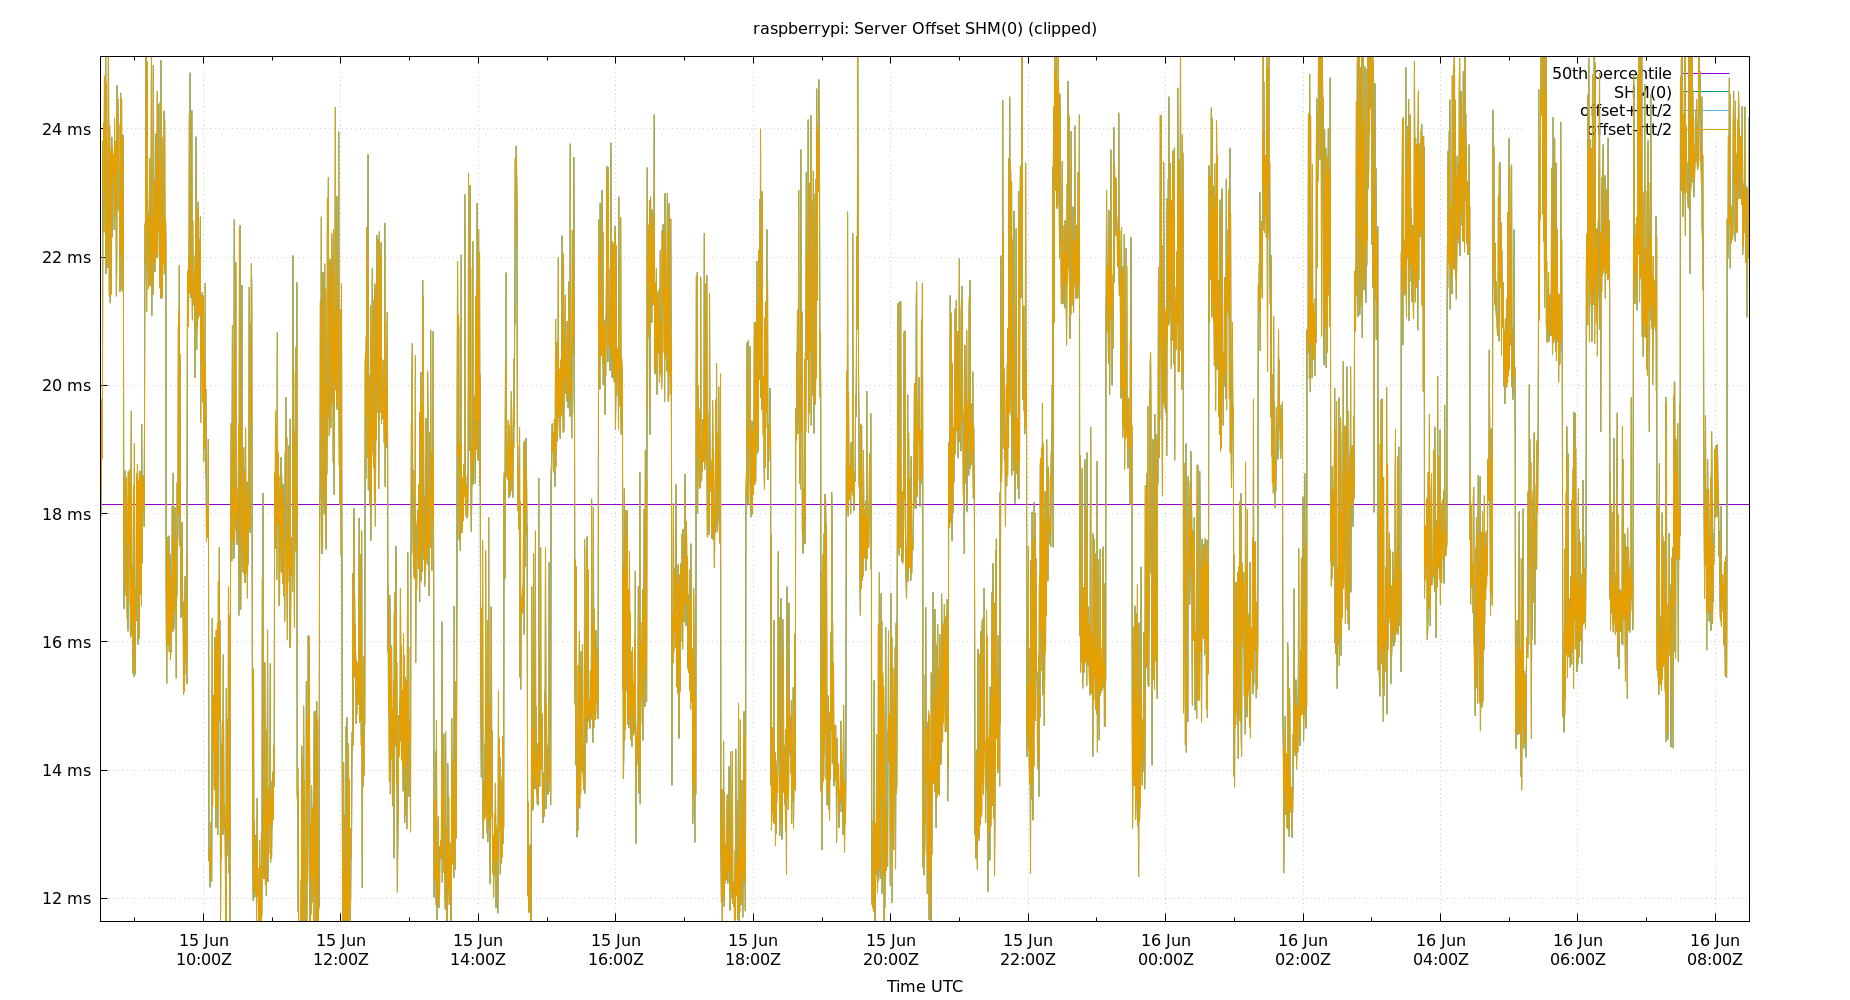 raspberrypi: Server Offset SHM(0) (clipped)
50th percentile
SHM(0)
offset+rtt/2
offset-rtt/2
24 ms
22 ms
20 ms
18 ms
16 ms
14 ms
12 ms
15 Jun 15 Jun 15 Jun 15 Jun 15 Jun 15 Jun 15 Jun 16 Jun 16 Jun 16 Jun 16 Jun 16 Jun
10:00Z 12:00Z 14:00Z 16:00Z 18:00Z 20:00Z 22:00Z 00:00Z 02:00Z 04:00Z 06:00Z 08:00Z
Time UTC